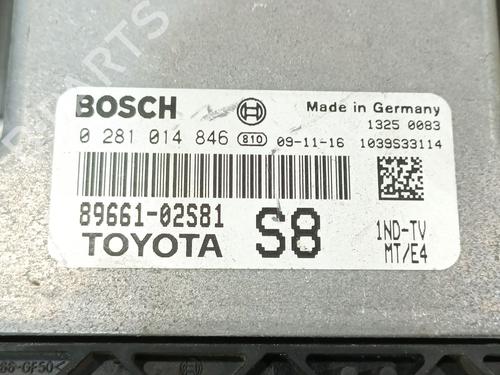 BOSCH
Made in Germany
1325 0083
0 281 014 846 810 09-11-16 1039S33114
89661-02S81
TOYOTA
S8
1ND-TV
MT/E4
-GF50<